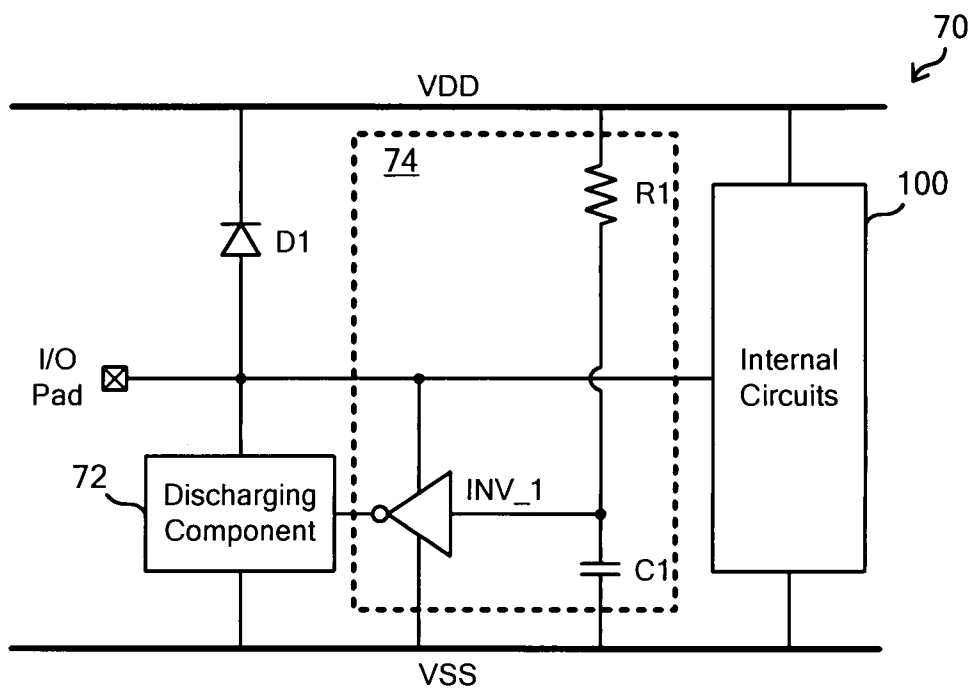 70
VDD
74
R1
100
D1
I/O
Pad
Internal
Circuits
72
Discharging
Component
INV_1
C1
VSS